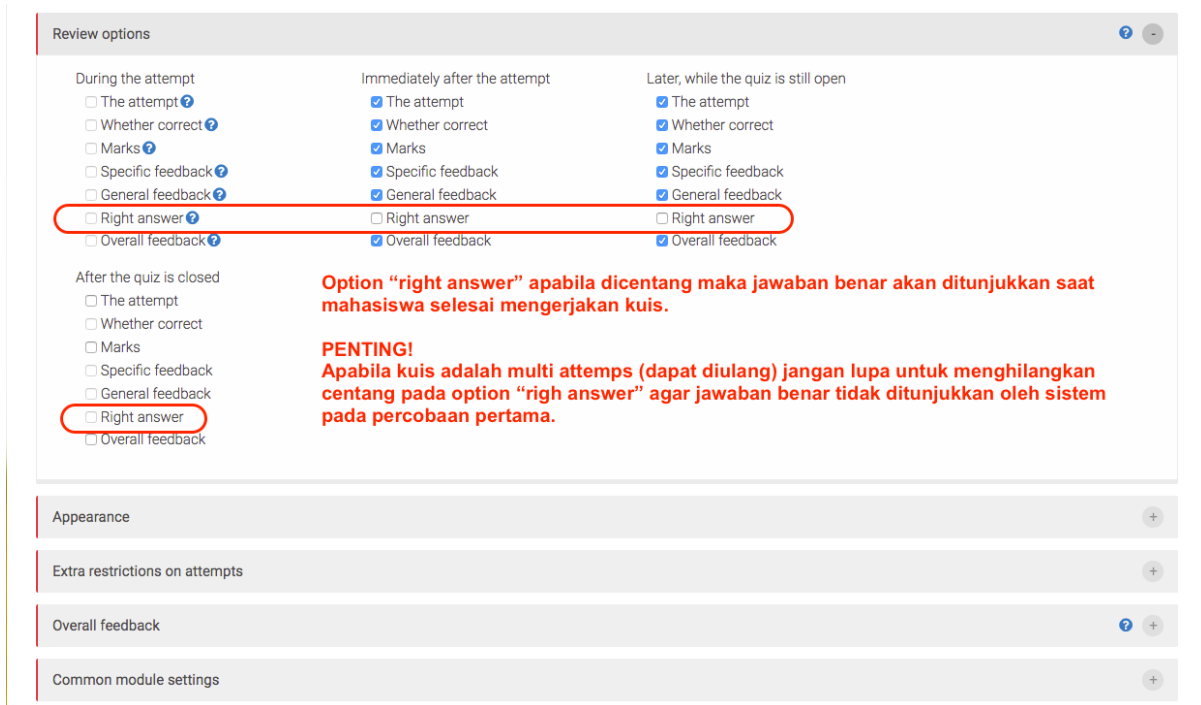 Review options
During the attempt
The attempt
Whether correct
Marks
Specific feedback
General feedback
Right answer
Overall feedback
Immediately after the attempt
The attempt
Whether correct
Marks
Specific feedback
General feedback
Right answer
Overall feedback
Later, while the quiz is still open
The attempt
Whether correct
Marks
Specific feedback
General feedback
Right answer
Overall feedback
After the quiz is closed
The attempt
Whether correct
Marks
Specific feedback
General feedback
Right answer
Overall feedback
Option “right answer” apabila dicentang maka jawaban benar akan ditunjukkan saat
mahasiswa selesai mengerjakan kuis.
PENTING!
Apabila kuis adalah multi attemps (dapat diulang) jangan lupa untuk menghilangkan
centang pada option “righ answer” agar jawaban benar tidak ditunjukkan oleh sistem
pada percobaan pertama.
Appearance
Extra restrictions on attempts
Overall feedback
Common module settings